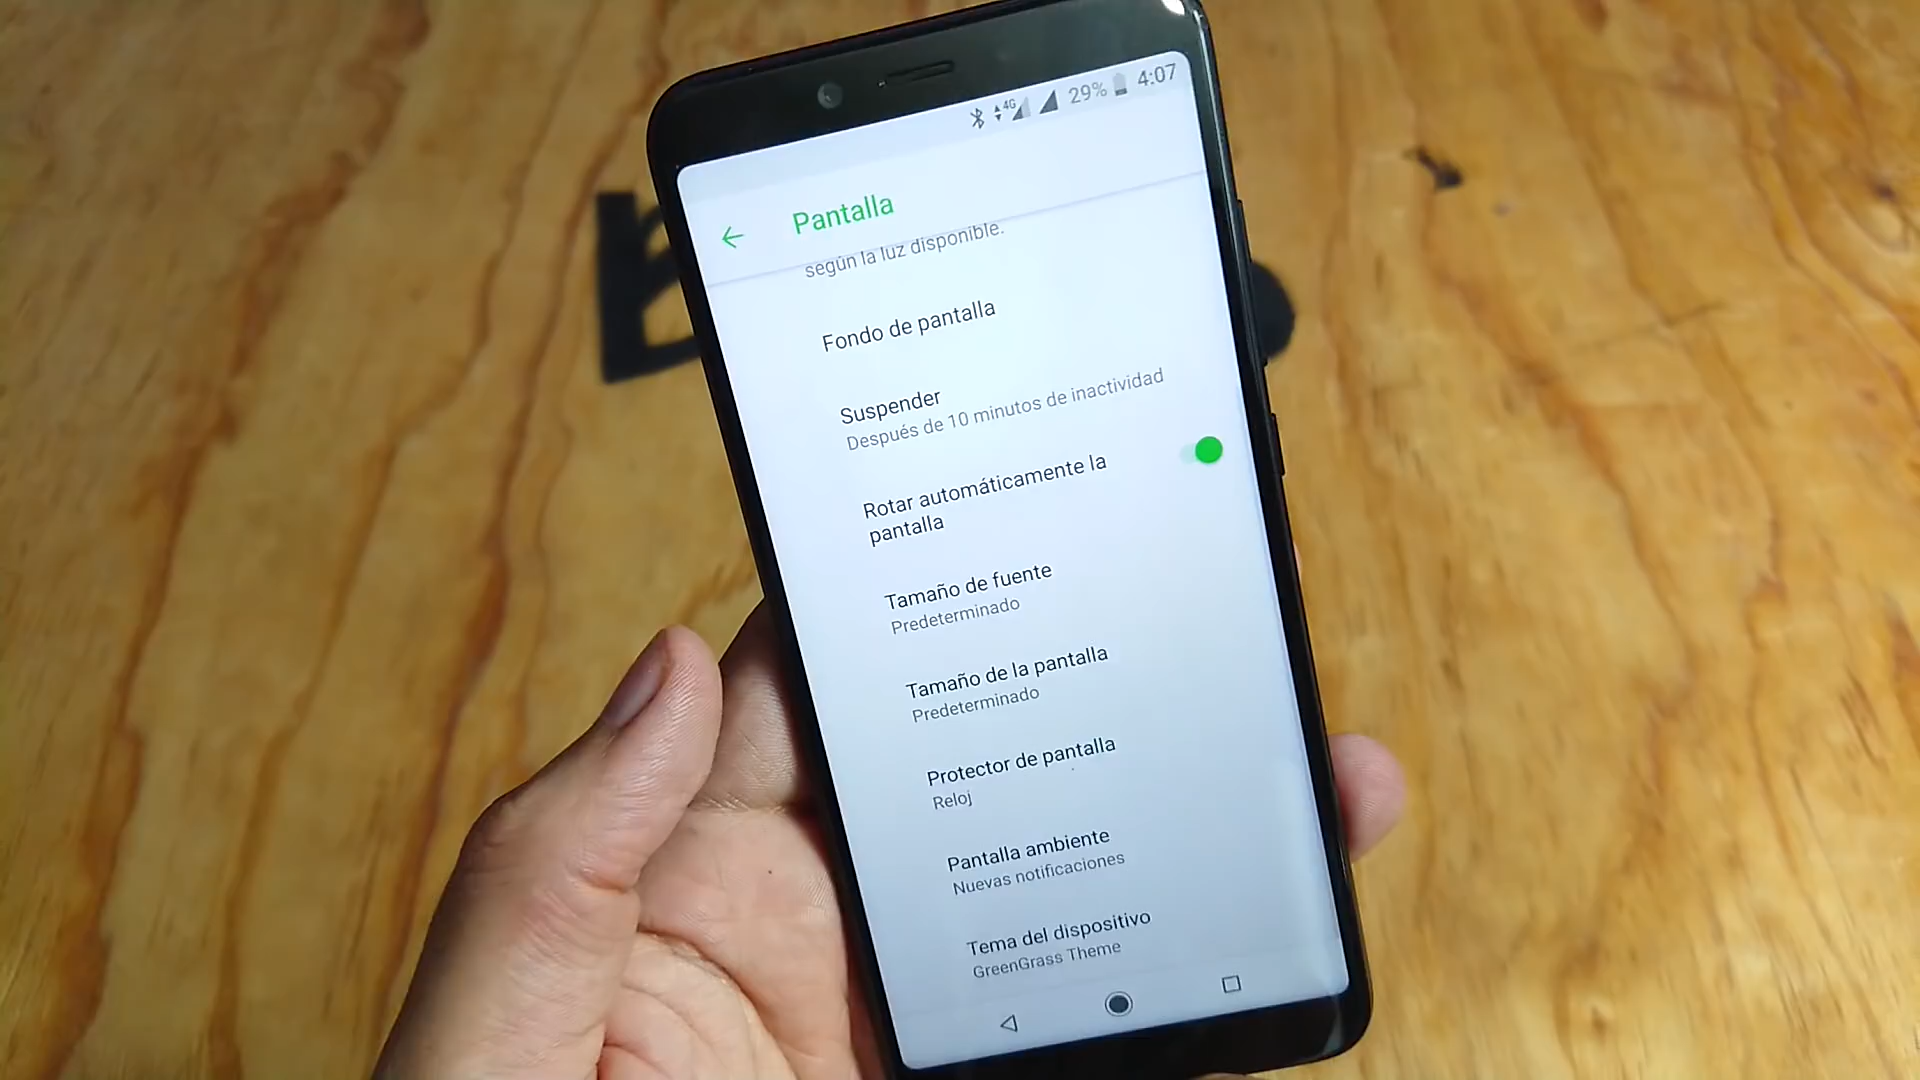 4G 29% 4:07
Pantalla
según la luz disponible.
Fondo de pantalla
Suspender
Después de 10 minutos de inactividad
Rotar automáticamente la
pantalla
Tamaño de fuente
Predeterminado
Tamaño de la pantalla
Predeterminado
Protector de pantalla
Reloj
Pantalla ambiente
Nuevas notificaciones
Tema del dispositivo
GreenGrass Theme